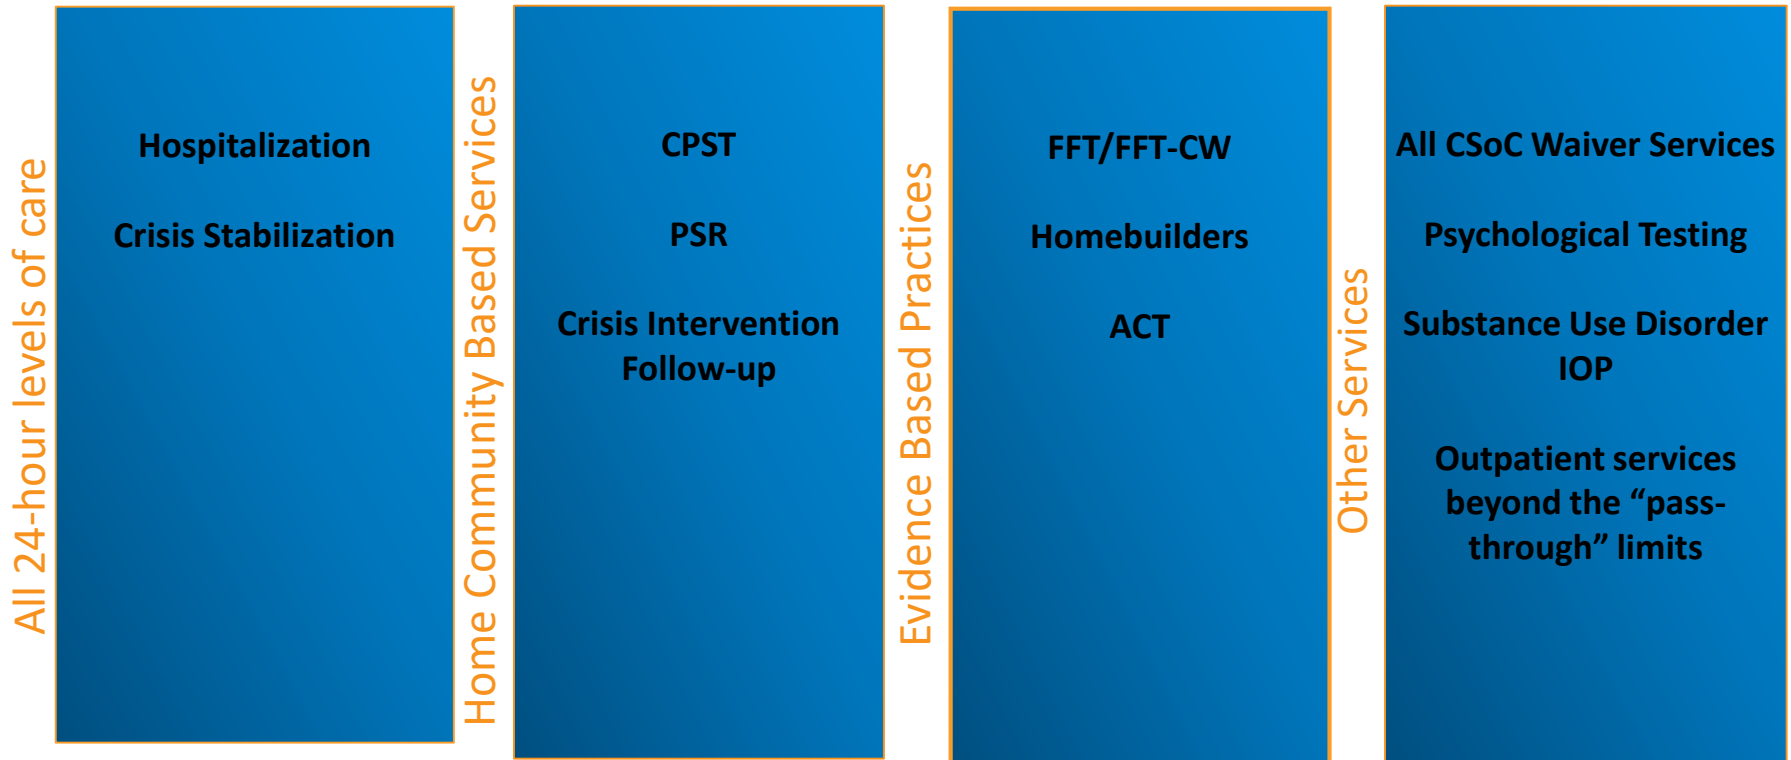 All 24-hour levels of care
Hospitalization
Crisis Stabilization
Home Community Based Services
CPST
PSR
Crisis Intervention
Follow-up
Evidence Based Practices
FFT/FFT-CW
Homebuilders
ACT
Other Services
All CSoC Waiver Services
Psychological Testing
Substance Use Disorder
IOP
Outpatient services
beyond the “pass-
through” limits